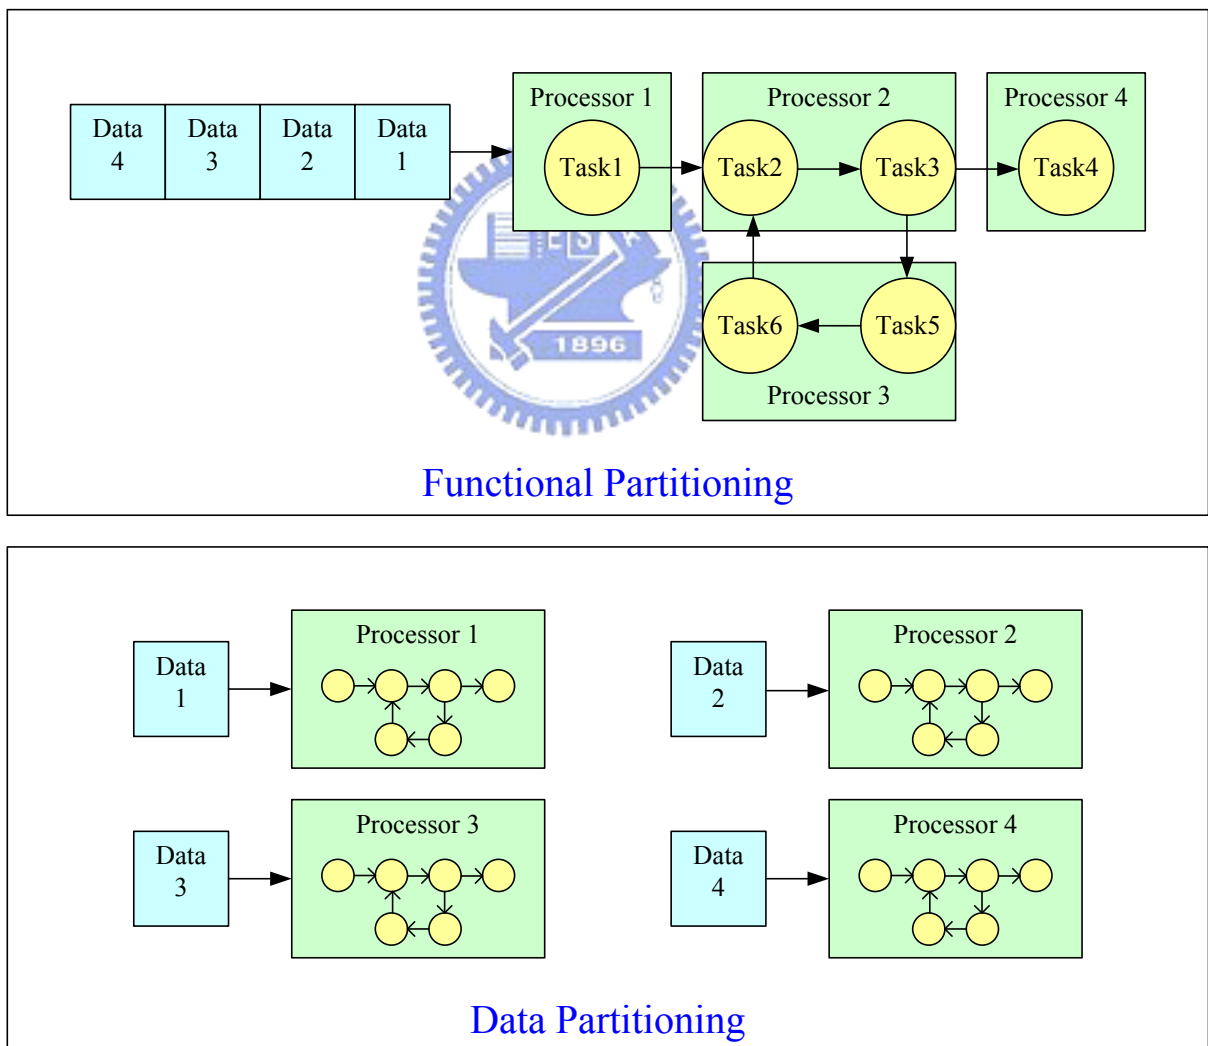 Processor 1
Processor 2
Processor 4
Data
4
Data
3
Data
2
Data
1
Task1
Task2
Task3
Task4
Task6
Task5
1896
Processor 3
Functional Partitioning
Processor 1
Data
1
Processor 2
Data
2
Processor 3
Data
3
Processor 4
Data
4
Data Partitioning